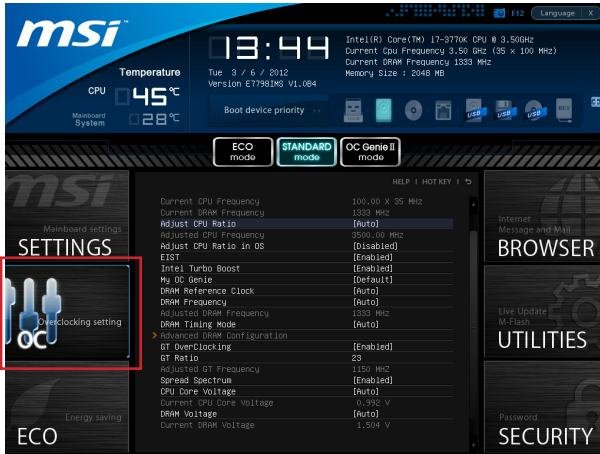 msi
13:44
F12 Language X
Intel(R) Core(TM) i7-3770K CPU @ 3.50GHz
Current Cpu Frequency 3.50 GHz (35 x 100 MHz)
Current DRAM Frequency 1333 MHz
Memory Size : 2048 MB
Temperature
Tue 3 / 6 / 2012
Version E7798IMS V1.0B4
CPU 45°C
Mainboard System 28°C
Boot device priority
USB USB USB
ECO mode STANDARD mode OC Genie II mode
HELP | HOT KEY |
msi
Mainboard settings
SETTINGS
Overclocking setting
OC
Energy saving
ECO
Current CPU Frequency 100.00 X 35 MHZ
Current DRAM Frequency 1333 MHZ
Adjust CPU Ratio [Auto]
Adjusted CPU Frequency 3500.00 MHZ
Adjust CPU Ratio in OS [Disabled]
EIST [Enabled]
Intel Turbo Boost [Enabled]
My OC Genie [Default]
DRAM Reference Clock [Auto]
DRAM Frequency [Auto]
Adjusted DRAM Frequency 1333 MHZ
DRAM Timing Mode [Auto]
> Advanced DRAM Configuration
GT OverClocking [Enabled]
GT Ratio 23
Adjusted GT Frequency 1150 MHZ
Spread Spectrum [Enabled]
CPU Core Voltage [Auto]
Current CPU Core Voltage 0.992 V
DRAM Voltage [Auto]
Current DRAM Voltage 1.504 V
Internet
Message and Mail
BROWSER
Live Update
M-Flash
UTILITIES
Password
SECURITY